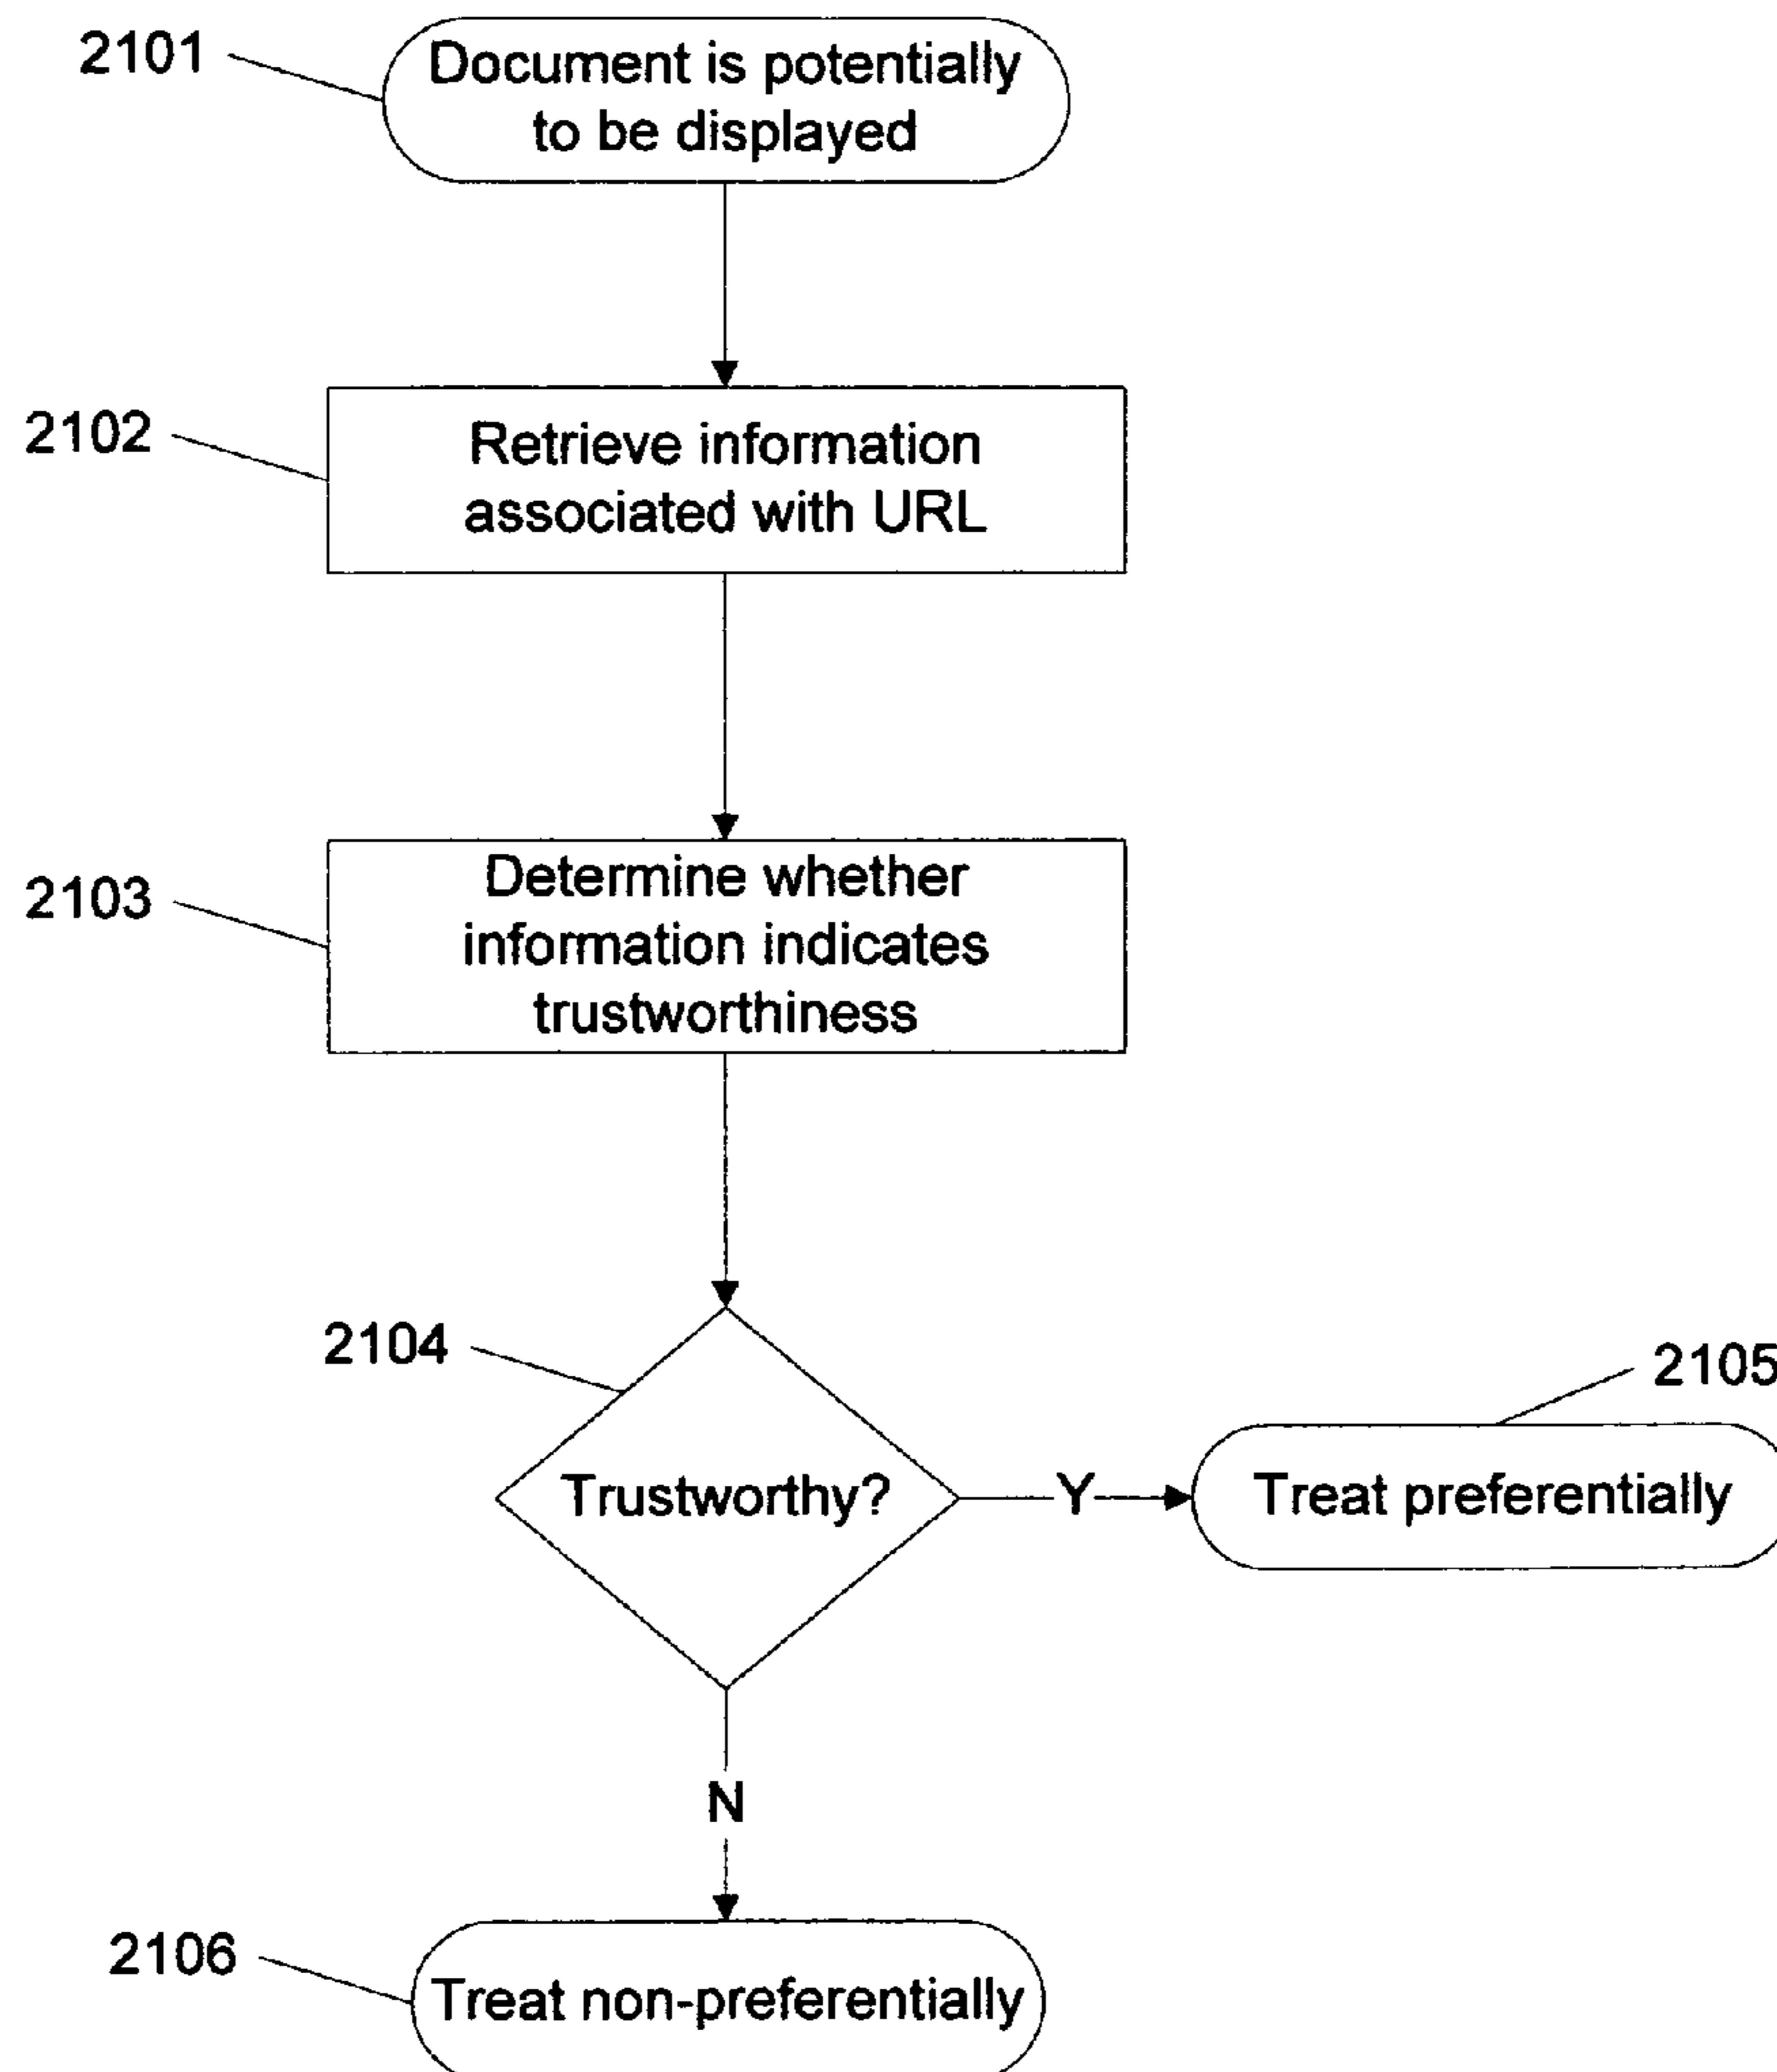 2101
Document is potentially
to be displayed
2102
Retrieve information
associated with URL
2103
Determine whether
information indicates
trustworthiness
2104
2105
Trustworthy?
Y
Treat preferentially
N
2106
Treat non-preferentially